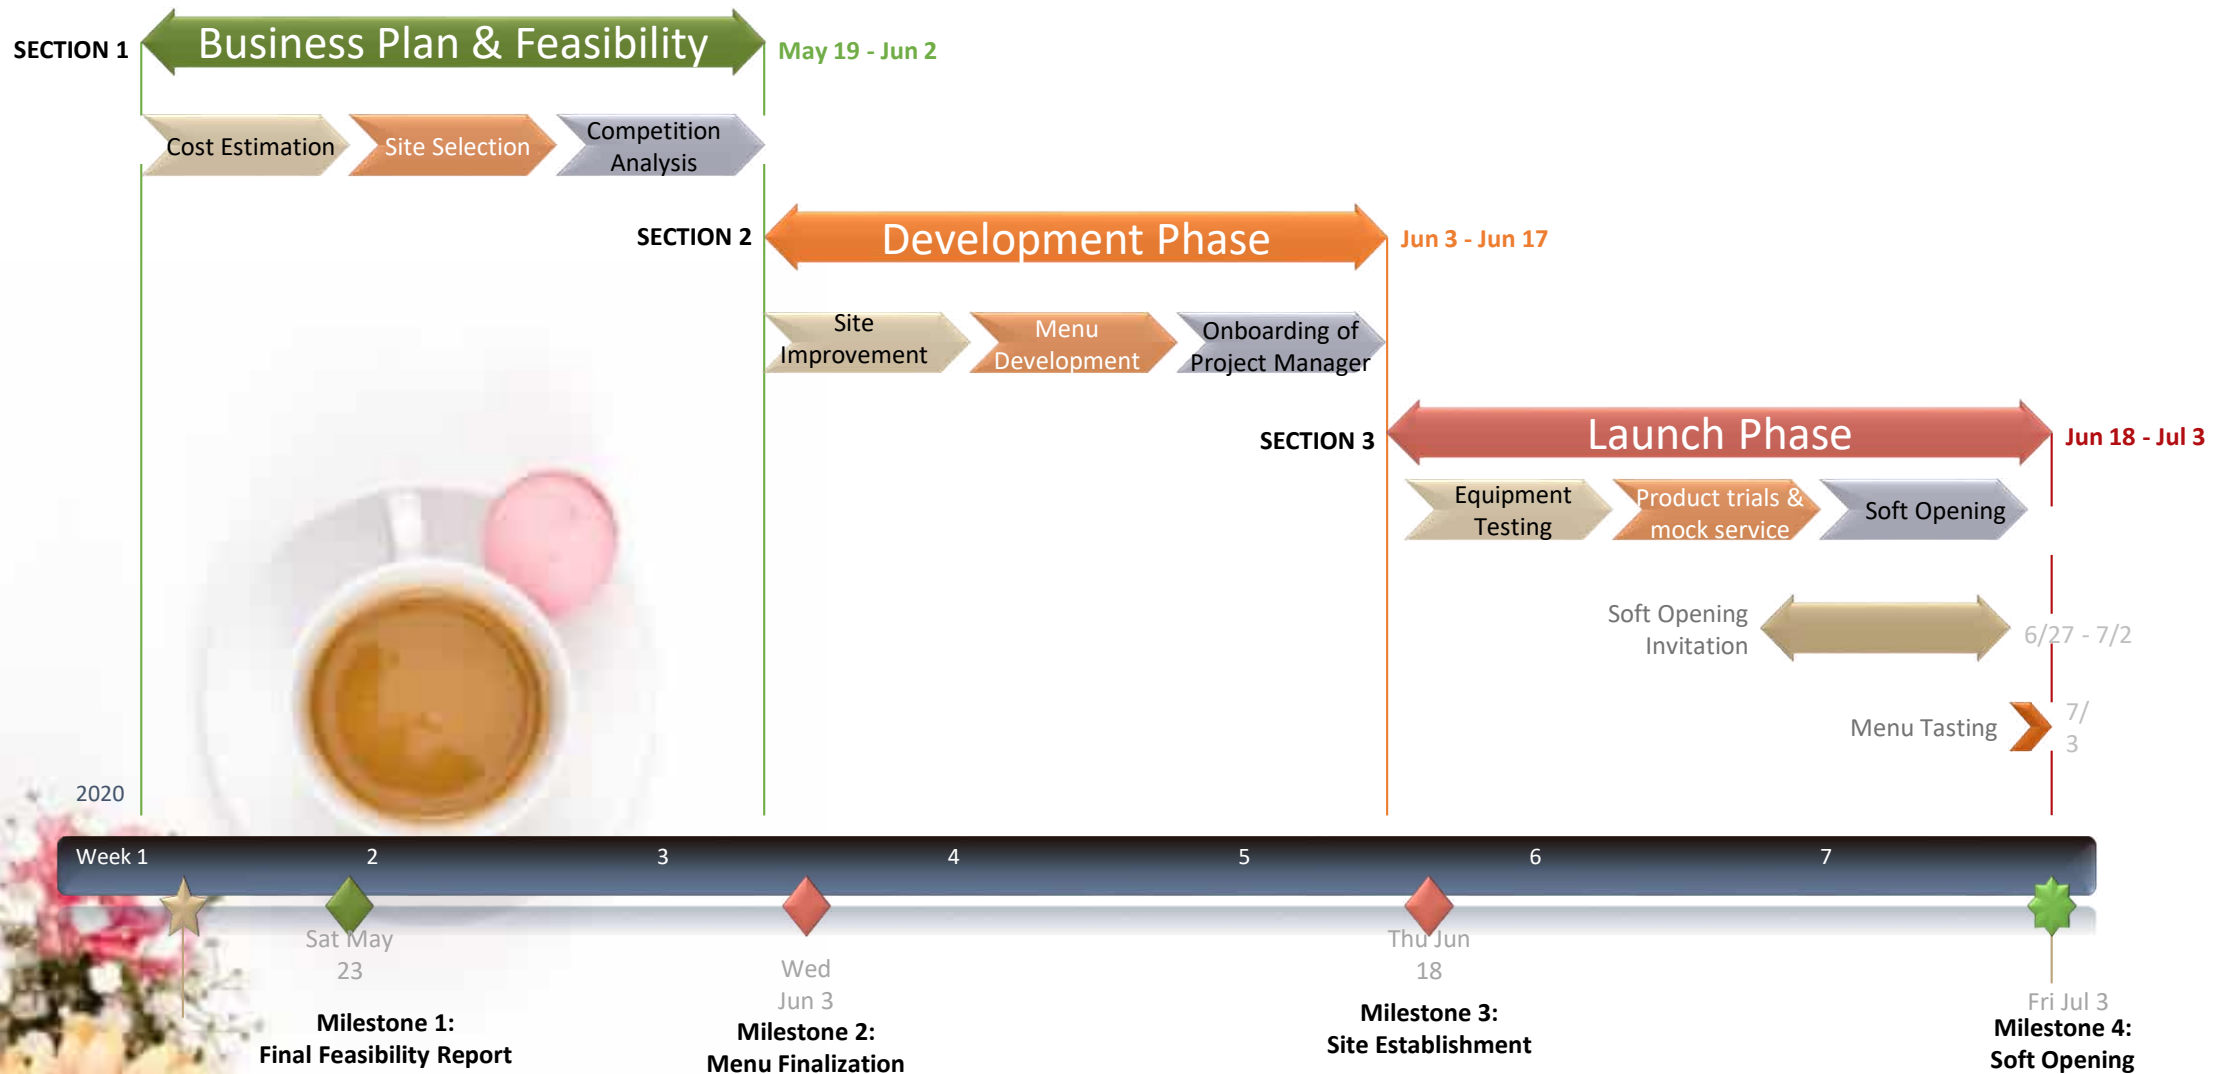 SECTION 1
Business Plan & Feasibility
May 19 - Jun 2
Cost Estimation
Site Selection
Competition
Analysis
SECTION 2
Development Phase
Jun 3 - Jun 17
Site
Improvement
Menu
Development
Onboarding of
Project Manager
SECTION 3
Launch Phase
Jun 18 - Jul 3
Equipment
Testing
Product trials &
mock service
Soft Opening
Soft Opening
Invitation
6/27 - 7/2
Menu Tasting
7/
3
2020
Week 1
2
3
4
5
6
7
Sat May
23
Milestone 1:
Final Feasibility Report
Wed
Jun 3
Milestone 2:
Menu Finalization
Thu Jun
18
Milestone 3:
Site Establishment
Fri Jul 3
Milestone 4:
Soft Opening